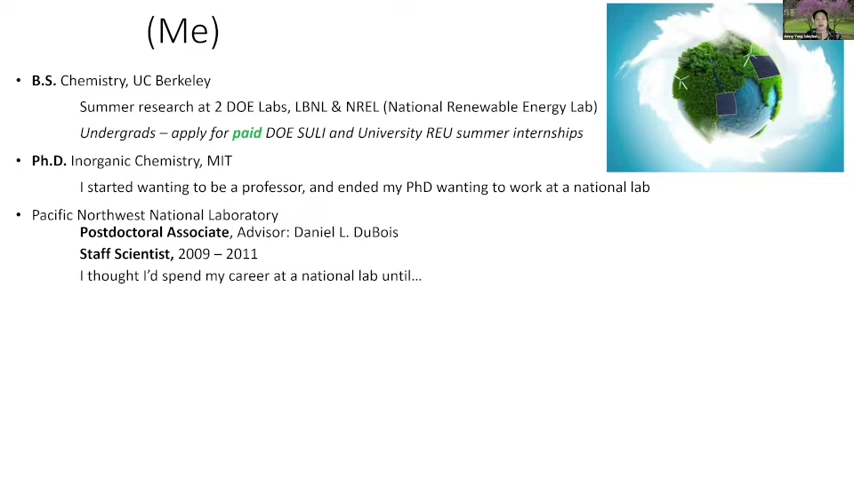 (Me)
• B.S. Chemistry, UC Berkeley
Summer research at 2 DOE Labs, LBNL & NREL (National Renewable Energy Lab)
Undergrads – apply for paid DOE SULI and University REU summer internships
• Ph.D. Inorganic Chemistry, MIT
I started wanting to be a professor, and ended my PhD wanting to work at a national lab
• Pacific Northwest National Laboratory
Postdoctoral Associate, Advisor: Daniel L. DuBois
Staff Scientist, 2009 – 2011
I thought I'd spend my career at a national lab until...